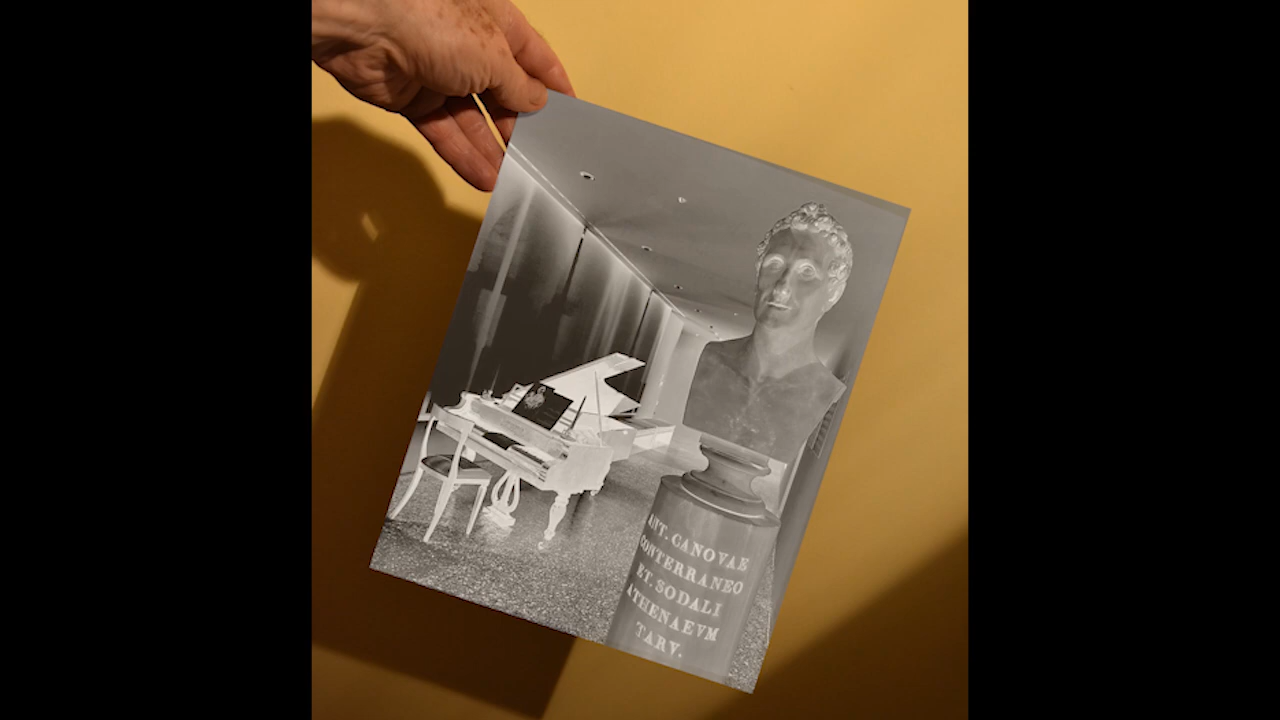 ANT. CANOVAE
CONTERRANEO
ET. SODALI
ATHENAEVM
TARV.